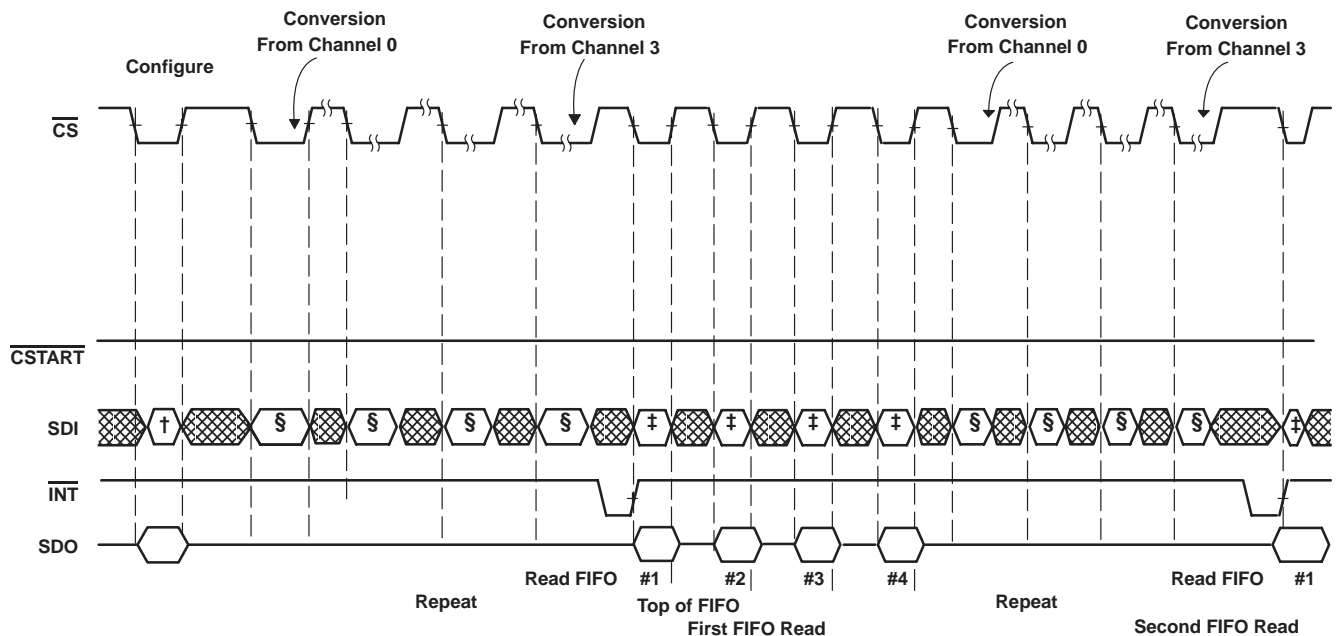 Conversion
From Channel 0
Conversion
From Channel 3
Conversion
From Channel 0
Conversion
From Channel 3
Configure
CS
CSTART
SDI † § § § § ‡ ‡ ‡ ‡ § § § § ‡
INT
SDO
Read FIFO #1 #2 #3 #4 Read FIFO #1
Repeat Top of FIFO Repeat
First FIFO Read Second FIFO Read